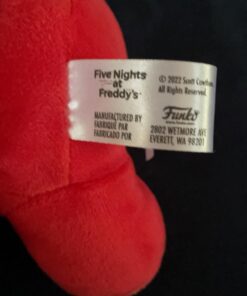 Five Nights
at
Freddy's™
© 2022 Scott Cawthon.
All Rights Reserved.
MANUFACTURED BY
FABRIQUÉ PAR
FABRICADO POR
Funko
2802 WETMORE AVE
EVERETT, WA 98201